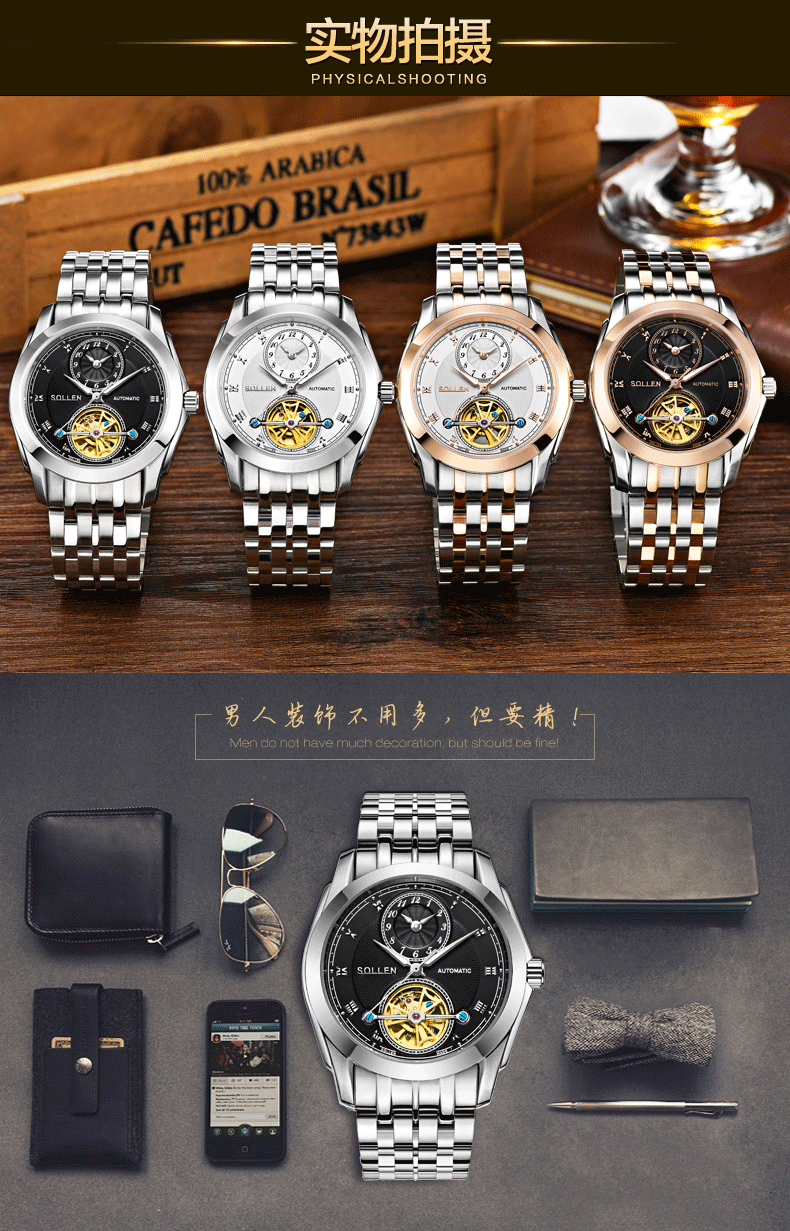 实物拍摄
PHYSICALSHOOTING
100% ARABICA
CAFEDO BRASIL
Nº73843W
UT
SOLLEN AUTOMATIC
SOLLEN AUTOMATIC
SOLLEN AUTOMATIC
SOLLEN AUTOMATIC
男人装饰不用多，但要精！
Men do not have much decoration, but should be fine!
SOLLEN AUTOMATIC